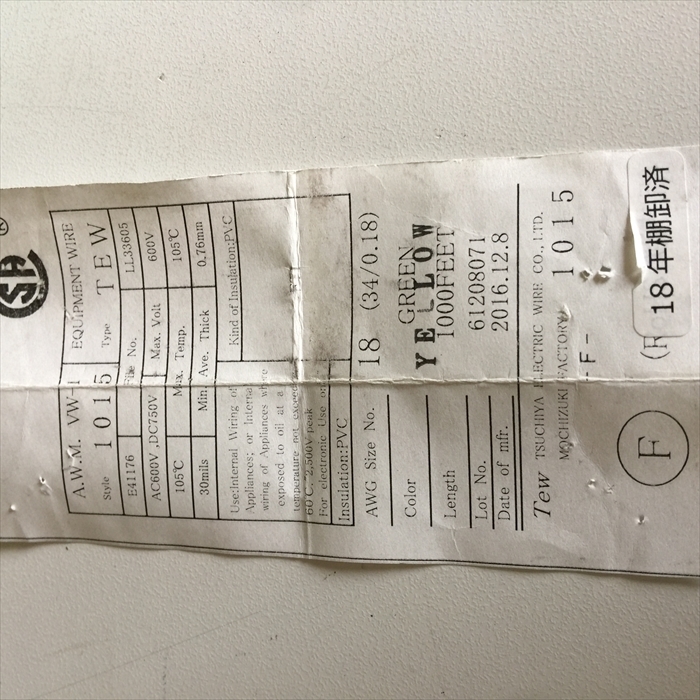 ®
A.W.M. VW-1 EQUIPMENT WIRE
Style 1015 Type TEW
E41176 File No. LL33605
AC600V ,DC750V Max. Volt 600V
105℃ Max. Temp. 105℃
30mils Min. Ave. Thick 0.76mm
Use:Internal Wiring of
Appliances; or Internal
wiring of Appliances where
exposed to oil at a
temperature not exceed
60℃. 2,500V peak
For electronic Use
Kind of Insulation:PVC
Insulation:PVC
AWG Size No. 18 (34/0.18)
Color GREEN
YELLOW
Length 1000FEET
Lot No. 61208071
Date of mfr. 2016.12.8
Tew TSUCHIYA ELECTRIC WIRE CO., LTD.
MOCHIZUKI FACTORY 1015
-F-
F
18年棚卸済